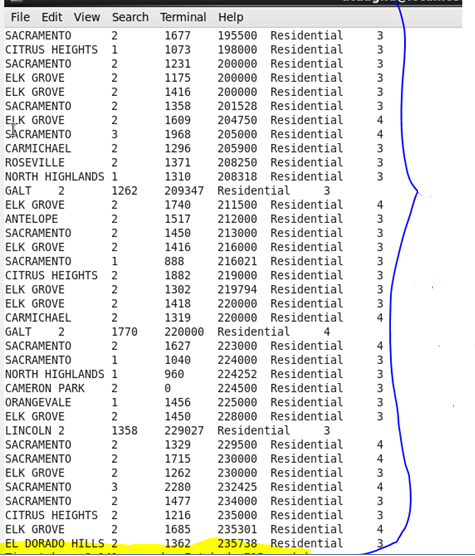 File Edit View Search Terminal Help
SACRAMENTO 2 1677 195500 Residential 3
CITRUS HEIGHTS 1 1073 198000 Residential 3
SACRAMENTO 2 1231 200000 Residential 3
ELK GROVE 2 1175 200000 Residential 3
ELK GROVE 2 1416 200000 Residential 3
SACRAMENTO 2 1358 201528 Residential 3
ELK GROVE 2 1609 204750 Residential 4
SACRAMENTO 3 1968 205000 Residential 4
CARMICHAEL 2 1296 205900 Residential 3
ROSEVILLE 2 1371 208250 Residential 3
NORTH HIGHLANDS 1 1310 208318 Residential 3
GALT 2 1262 209347 Residential 3
ELK GROVE 2 1740 211500 Residential 4
ANTELOPE 2 1517 212000 Residential 3
SACRAMENTO 2 1450 213000 Residential 3
ELK GROVE 2 1416 216000 Residential 3
SACRAMENTO 1 888 216021 Residential 3
CITRUS HEIGHTS 2 1882 219000 Residential 3
ELK GROVE 2 1302 219794 Residential 3
ELK GROVE 2 1418 220000 Residential 3
CARMICHAEL 2 1319 220000 Residential 4
GALT 2 1770 220000 Residential 4
SACRAMENTO 2 1627 223000 Residential 4
SACRAMENTO 1 1040 224000 Residential 3
NORTH HIGHLANDS 1 960 224252 Residential 3
CAMERON PARK 2 0 224500 Residential 3
ORANGEVALE 1 1456 225000 Residential 3
ELK GROVE 2 1450 228000 Residential 3
LINCOLN 2 1358 229027 Residential 3
SACRAMENTO 2 1329 229500 Residential 4
SACRAMENTO 2 1715 230000 Residential 4
ELK GROVE 2 1262 230000 Residential 3
SACRAMENTO 3 2280 232425 Residential 4
SACRAMENTO 2 1477 234000 Residential 3
CITRUS HEIGHTS 2 1216 235000 Residential 3
ELK GROVE 2 1685 235301 Residential 4
EL DORADO HILLS 2 1362 235738 Residential 3